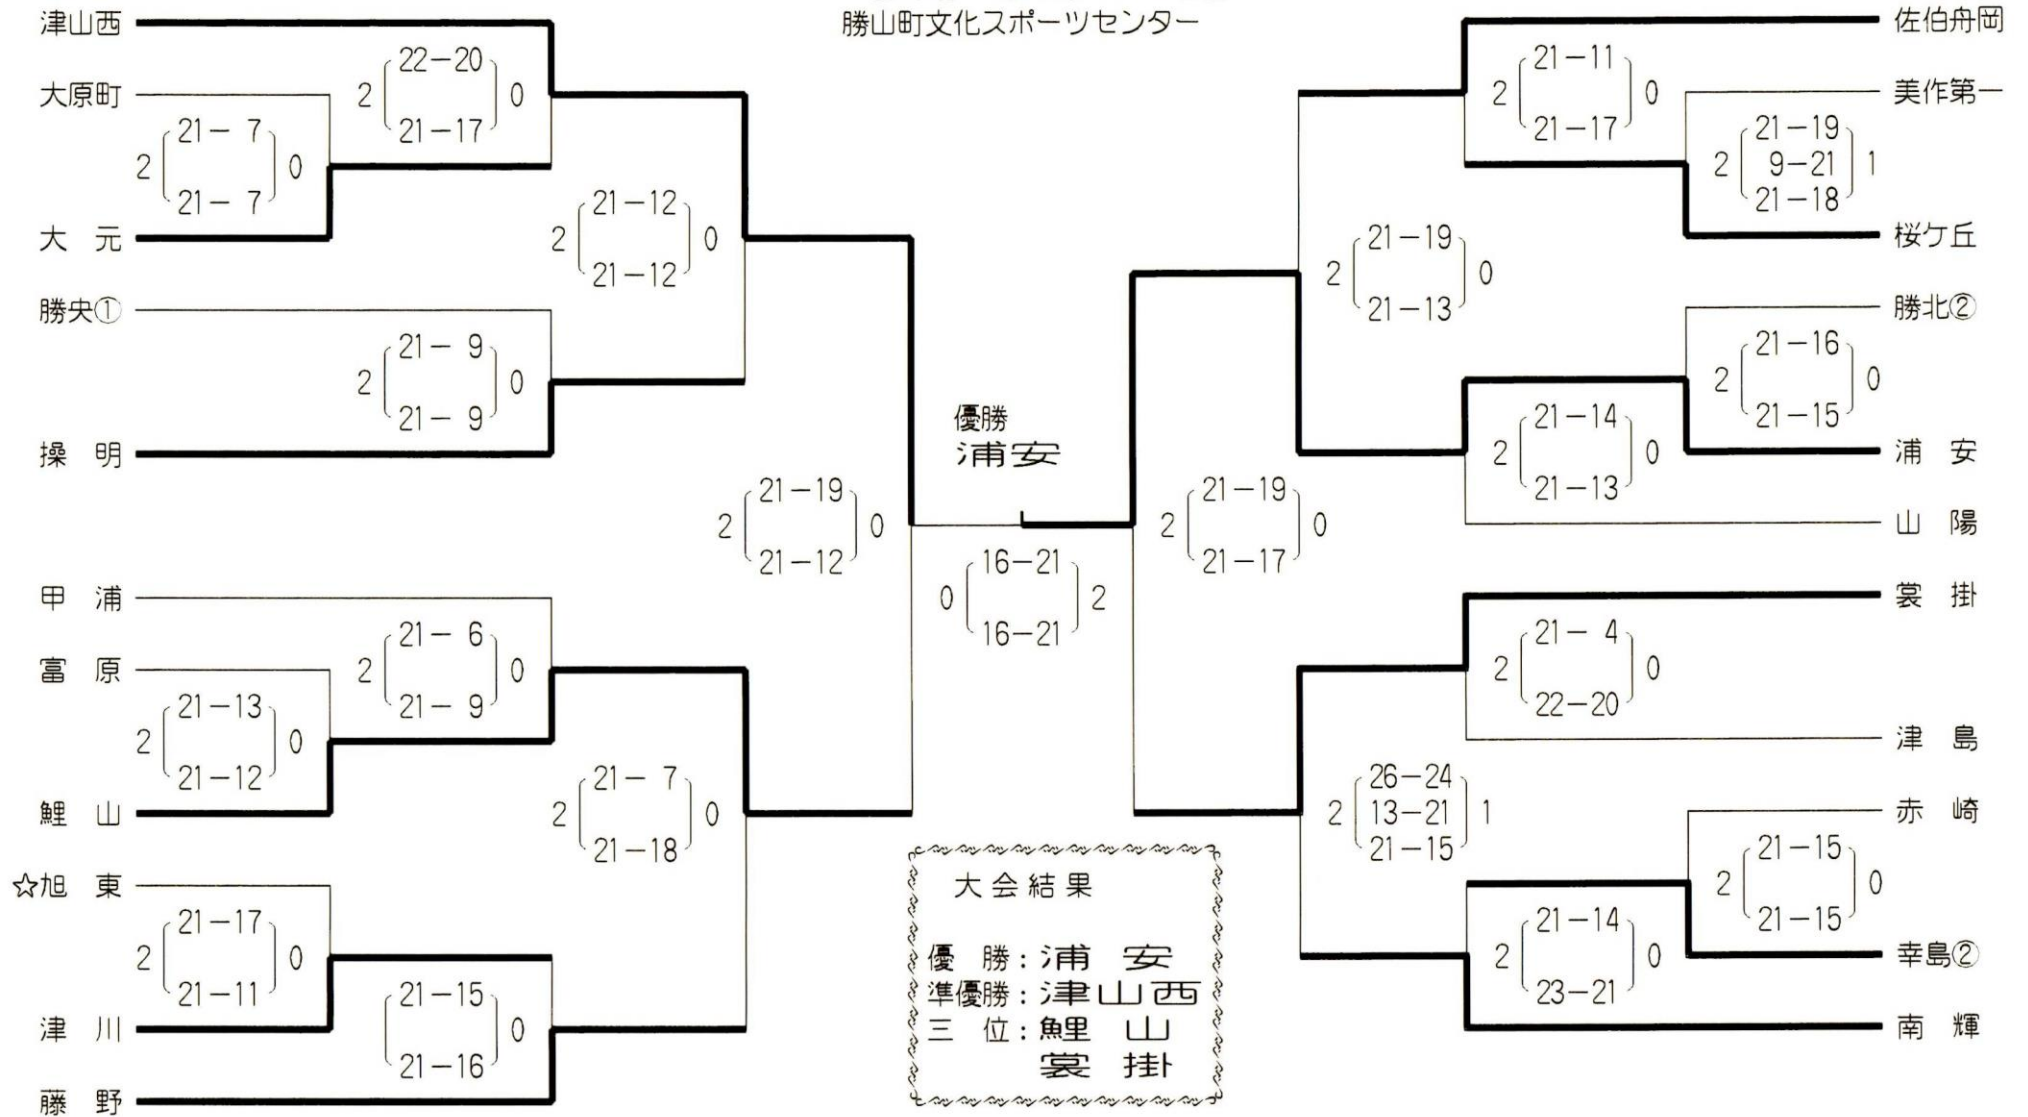 勝山町文化スポーツセンター
津山西
22-20
2 0
21-17
大原町
21- 7
2 0
21- 7
大 元
21-12
2 0
21-12
勝央①
21- 9
2 0
21- 9
操 明
21-19
2 0
21-12
甲 浦
21- 6
2 0
21- 9
富 原
21-13
2 0
21-12
鯉 山
21- 7
2 0
21-18
☆旭 東
21-17
2 0
21-11
津 川
21-15
2 0
21-16
藤 野
優勝
浦安
16-21
0 2
16-21
佐伯舟岡
21-11
2 0
21-17
美作第一
21-19
2 9-21 1
21-18
桜ケ丘
21-19
2 0
21-13
勝北②
21-16
2 0
21-15
浦 安
21-14
2 0
21-13
山 陽
21-19
2 0
21-17
裳 掛
21- 4
2 0
22-20
津 島
26-24
2 13-21 1
21-15
赤 崎
21-15
2 0
21-15
幸島②
21-14
2 0
23-21
南 輝
大会結果
優 勝:浦 安
準優勝:津山西
三 位:鯉 山
裳 掛